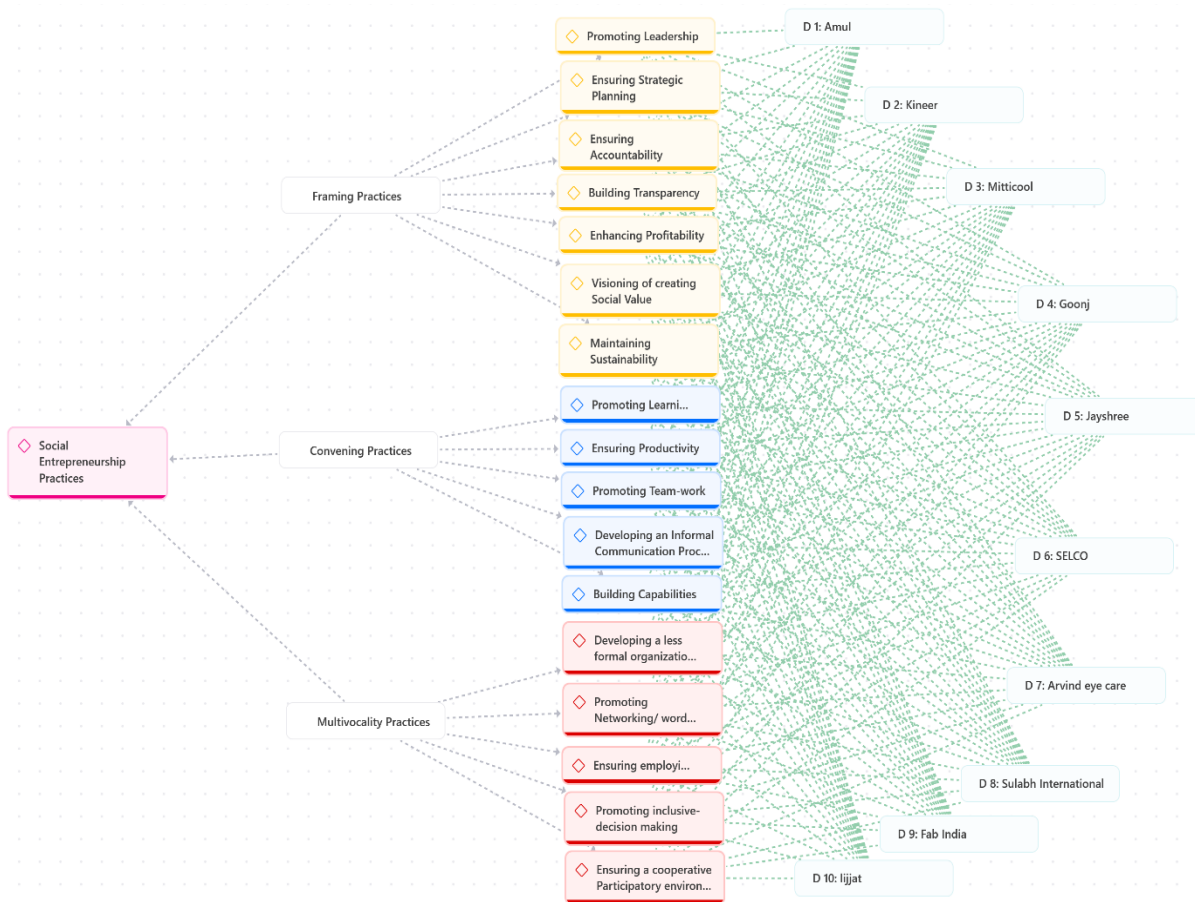 Promoting Leadership
Ensuring Strategic
Planning
Ensuring
Accountability
Building Transparency
Enhancing Profitability
Visioning of creating
Social Value
Maintaining
Sustainability
Promoting Learni...
Ensuring Productivity
Promoting Team-work
Developing an Informal
Communication Proc...
Building Capabilities
Developing a less
formal organizatio...
Promoting
Networking/ word...
Ensuring employi...
Promoting inclusive-
decision making
Ensuring a cooperative
Participatory environ...
Framing Practices
Convening Practices
Multivocality Practices
Social
Entrepreneurship
Practices
D 1: Amul
D 2: Kineer
D 3: Mitticool
D 4: Goonj
D 5: Jayshree
D 6: SELCO
D 7: Arvind eye care
D 8: Sulabh International
D 9: Fab India
D 10: lijjat